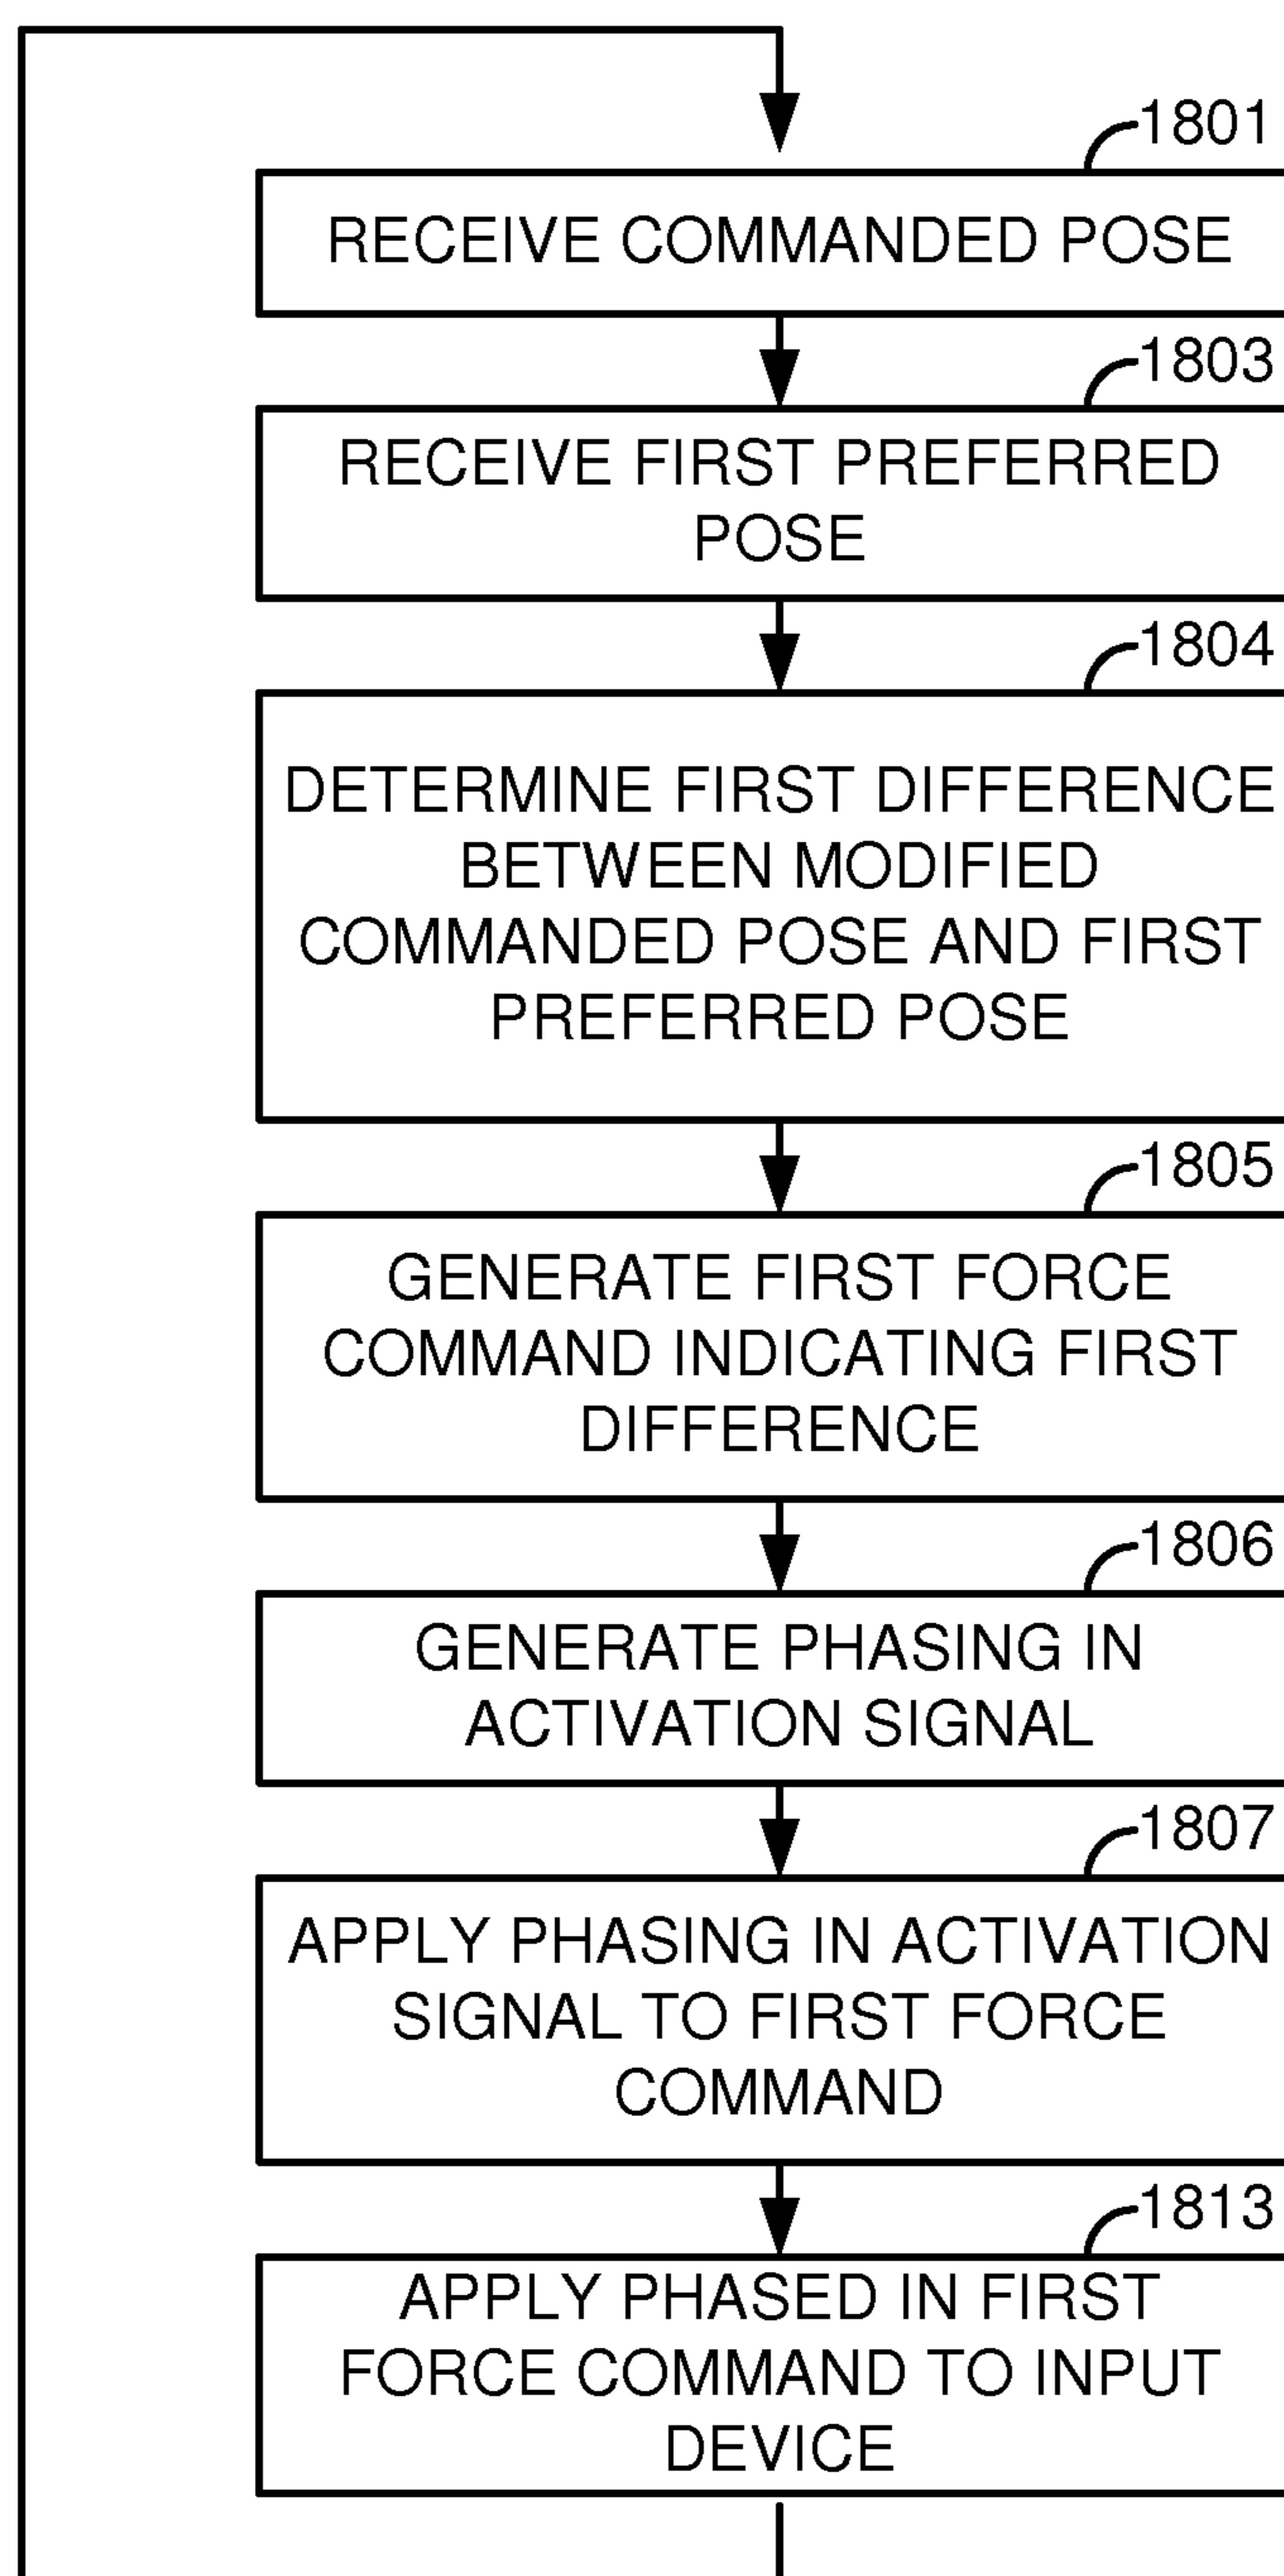 1801
RECEIVE COMMANDED POSE
1803
RECEIVE FIRST PREFERRED
POSE
1804
DETERMINE FIRST DIFFERENCE
BETWEEN MODIFIED
COMMANDED POSE AND FIRST
PREFERRED POSE
1805
GENERATE FIRST FORCE
COMMAND INDICATING FIRST
DIFFERENCE
1806
GENERATE PHASING IN
ACTIVATION SIGNAL
1807
APPLY PHASING IN ACTIVATION
SIGNAL TO FIRST FORCE
COMMAND
1813
APPLY PHASED IN FIRST
FORCE COMMAND TO INPUT
DEVICE